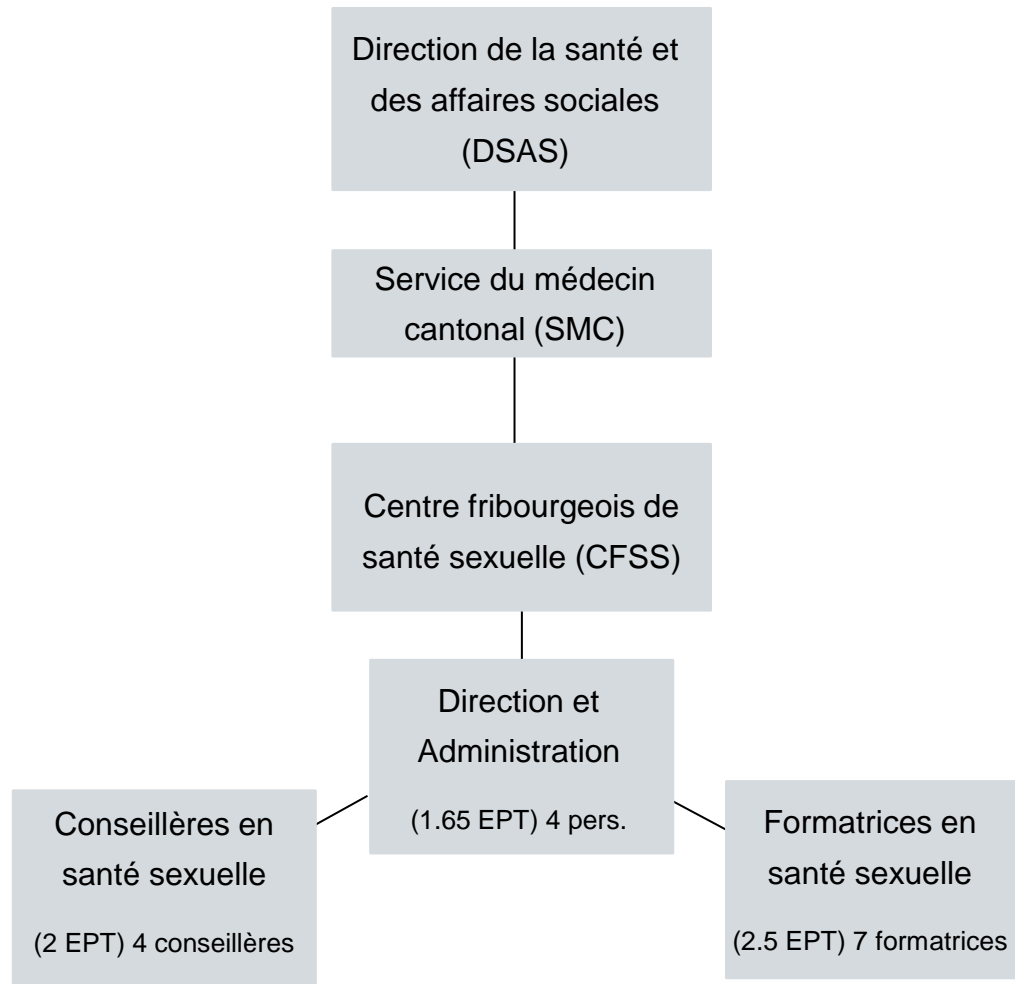 Direction de la santé et
des affaires sociales
(DSAS)
Service du médecin
cantonal (SMC)
Centre fribourgeois de
santé sexuelle (CFSS)
Direction et
Administration
(1.65 EPT) 4 pers.
Conseillères en
santé sexuelle
(2 EPT) 4 conseillères
Formatrices en
santé sexuelle
(2.5 EPT) 7 formatrices